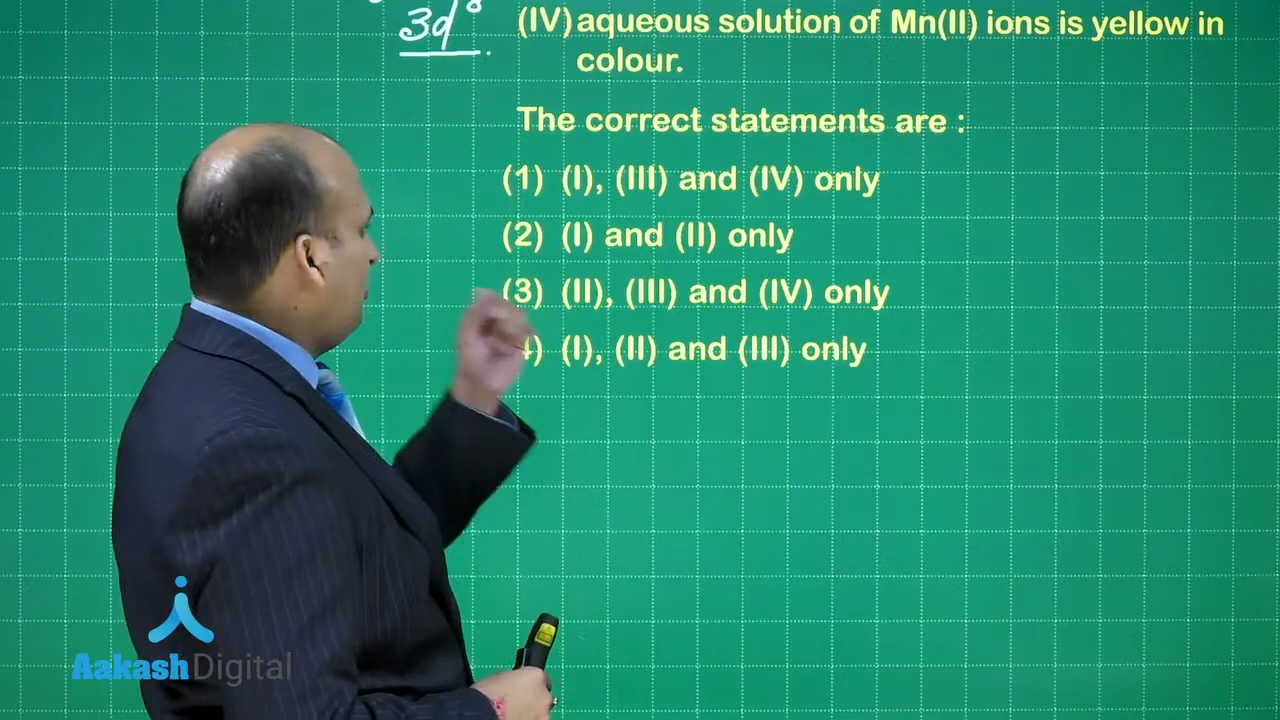 3d⁸
(IV) aqueous solution of Mn(II) ions is yellow in
colour.
The correct statements are :
(1) (I), (III) and (IV) only
(2) (I) and (II) only
(3) (II), (III) and (IV) only
4) (I), (II) and (III) only
Aakash Digital